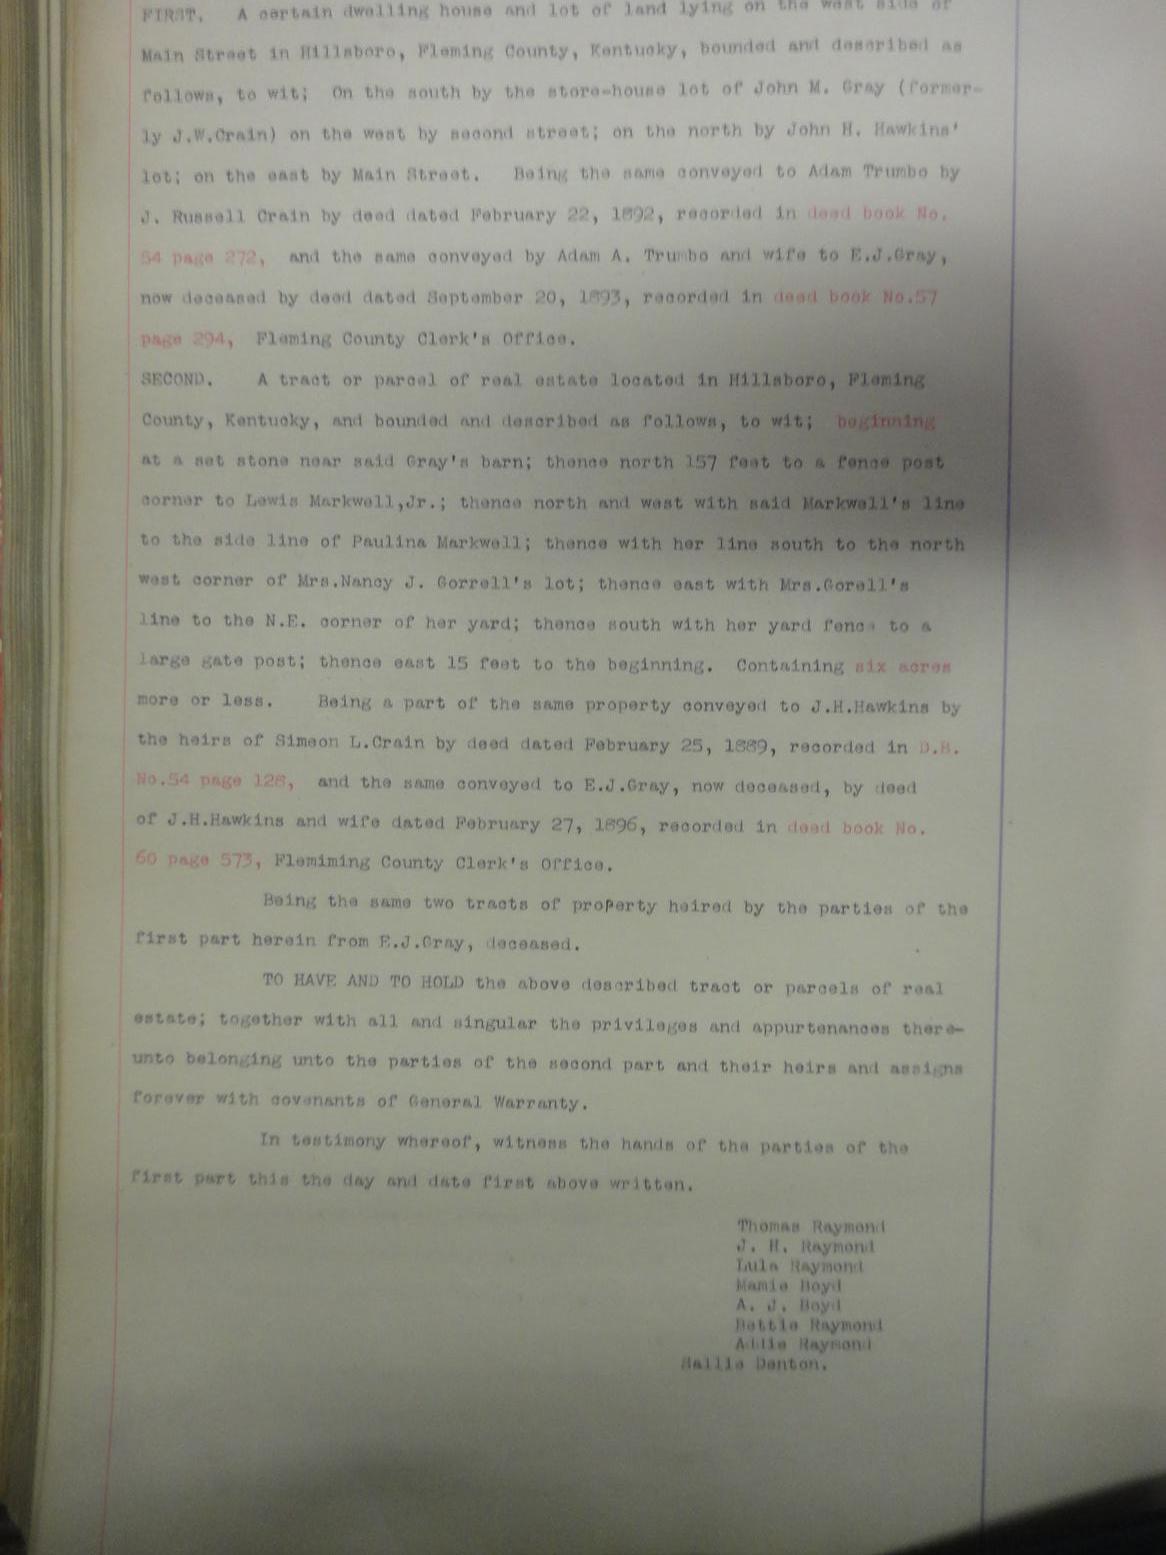 FIRST.   A certain dwelling house and lot of land lying on the west side of
Main Street in Hillsboro, Fleming County, Kentucky, bounded and described as
follows, to wit;  On the south by the store-house lot of John M. Gray (former-
ly J.W.Crain) on the west by second street; on the north by John H. Hawkins'
lot; on the east by Main Street.   Being the same conveyed to Adam Trumbo by
J. Russell Crain by deed dated February 22, 1892, recorded in deed book No.
54 page 272,  and the same conveyed by Adam A. Trumbo and wife to E.J.Gray,
now deceased by deed dated September 20, 1893, recorded in deed book No.57
page 294,  Fleming County Clerk's Office.
SECOND.   A tract or parcel of real estate located in Hillsboro, Fleming
County, Kentucky, and bounded and described as follows, to wit;  beginning
at a set stone near said Gray's barn; thence north 157 feet to a fence post
corner to Lewis Markwell,Jr.; thence north and west with said Markwell's line
to the side line of Paulina Markwell; thence with her line south to the north
west corner of Mrs.Nancy J. Gorrell's lot; thence east with Mrs.Gorell's
line to the N.E. corner of her yard; thence south with her yard fence to a
large gate post; thence east 15 feet to the beginning.  Containing six acres
more or less.   Being a part of the same property conveyed to J.H.Hawkins by
the heirs of Simeon L.Crain by deed dated February 25, 1889, recorded in D.B.
No.54 page 128,  and the same conveyed to E.J.Gray, now deceased, by deed
of J.H.Hawkins and wife dated February 27, 1896, recorded in deed book No.
60 page 573, Flemiming County Clerk's Office.
Being the same two tracts of property heired by the parties of the
first part herein from E.J.Gray, deceased.
TO HAVE AND TO HOLD the above described tract or parcels of real
estate; together with all and singular the privileges and appurtenances there-
unto belonging unto the parties of the second part and their heirs and assigns
forever with covenants of General Warranty.
In testimony whereof, witness the hands of the parties of the
first part this the day and date first above written.
Thomas Raymond
J. H. Raymond
Lula Raymond
Mamie Boyd
A. J. Boyd
Bettie Raymond
Addie Raymond
Sallie Denton.